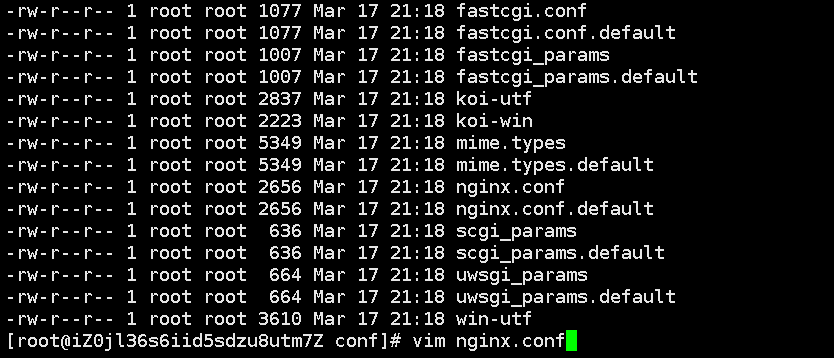 -rw-r--r-- 1 root root 1077 Mar 17 21:18 fastcgi.conf
-rw-r--r-- 1 root root 1077 Mar 17 21:18 fastcgi.conf.default
-rw-r--r-- 1 root root 1007 Mar 17 21:18 fastcgi_params
-rw-r--r-- 1 root root 1007 Mar 17 21:18 fastcgi_params.default
-rw-r--r-- 1 root root 2837 Mar 17 21:18 koi-utf
-rw-r--r-- 1 root root 2223 Mar 17 21:18 koi-win
-rw-r--r-- 1 root root 5349 Mar 17 21:18 mime.types
-rw-r--r-- 1 root root 5349 Mar 17 21:18 mime.types.default
-rw-r--r-- 1 root root 2656 Mar 17 21:18 nginx.conf
-rw-r--r-- 1 root root 2656 Mar 17 21:18 nginx.conf.default
-rw-r--r-- 1 root root  636 Mar 17 21:18 scgi_params
-rw-r--r-- 1 root root  636 Mar 17 21:18 scgi_params.default
-rw-r--r-- 1 root root  664 Mar 17 21:18 uwsgi_params
-rw-r--r-- 1 root root  664 Mar 17 21:18 uwsgi_params.default
-rw-r--r-- 1 root root 3610 Mar 17 21:18 win-utf
[root@iZ0jl36s6iid5sdzu8utm7Z conf]# vim nginx.conf